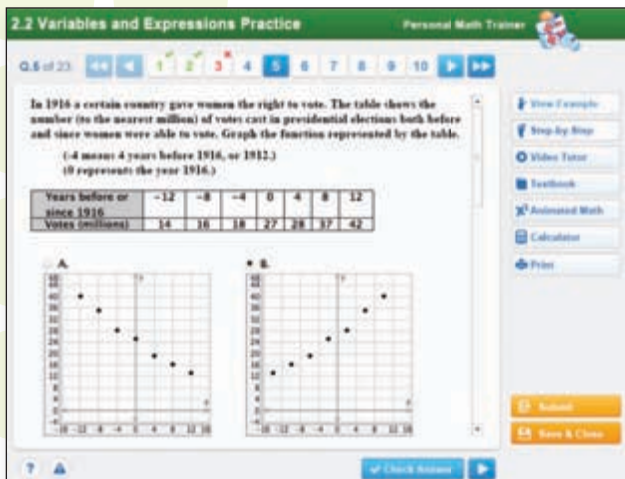 2.2 Variables and Expressions Practice
Personal Math Trainer
Q.5 of 23
1 2 3 4 5 6 7 8 9 10
In 1916 a certain country gave women the right to vote. The table shows the
number (to the nearest million) of votes cast in presidential elections both before
and since women were able to vote. Graph the function represented by the table.
(-4 means 4 years before 1916, or 1912.)
(0 represents the year 1916.)
Years before or since 1916 -12 -8 -4 0 4 8 12
Votes (millions) 14 16 18 27 28 37 42
A.
B.
View Example
Step-by-Step
Video Tutor
Textbook
Animated Math
Calculator
Print
Submit
Save & Close
?
Check Answer